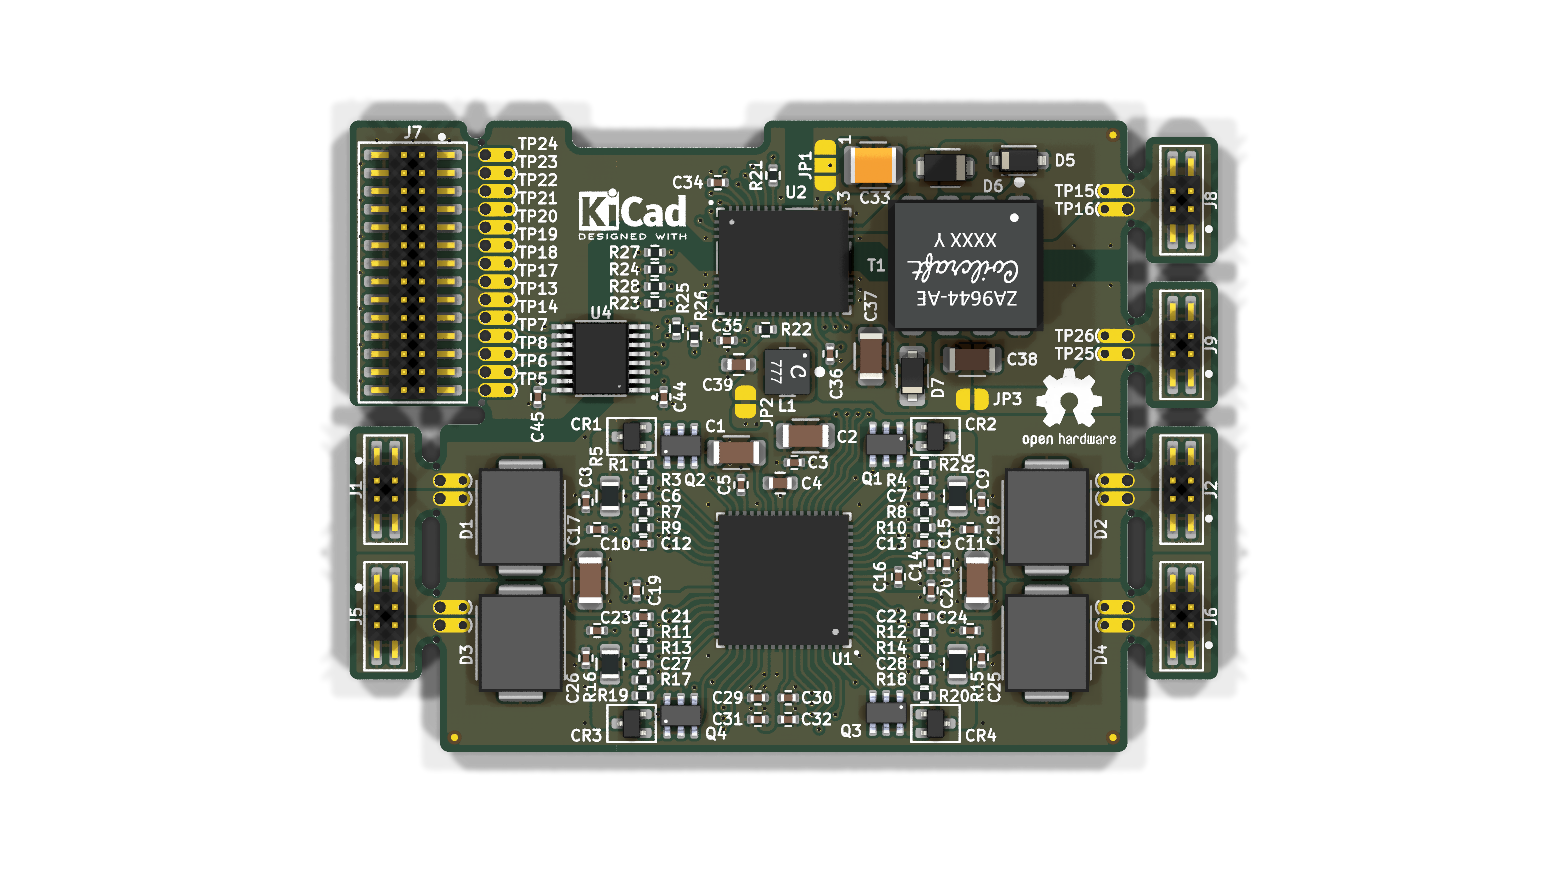 J7
TP24
TP23
TP22
TP21
TP20
TP19
TP18
TP17
TP13
TP14
TP7
TP8
TP6
TP5
KiCad
DESIGNED WITH
C34
R21
U2
JP1
1
3
C33
D6
D5
TP15
TP16
J8
R27
R24
R28
R23
R25
R26
U4
T1
ZA9644-AE
Coilcraft
XXXX Y
C35
R22
C37
C39
777
C
L1
C36
JP2
D7
C38
JP3
TP26
TP25
J9
open hardware
C45
C44
CR1
R5
R1
C1
C2
C3
C4
C5
Q2
Q1
CR2
R2
R6
C9
J1
D1
C17
C8
R3
C6
R7
R9
C10
C12
R4
C7
R8
R10
C13
C15
C11
C18
D2
J2
C14
C16
C20
C19
J5
D3
C23
C21
R11
R13
C27
R17
C26
R16
R19
C22
C24
R12
R14
C28
R18
R15
C25
R20
D4
J6
U1
C29
C30
C31
C32
CR3
Q4
Q3
CR4